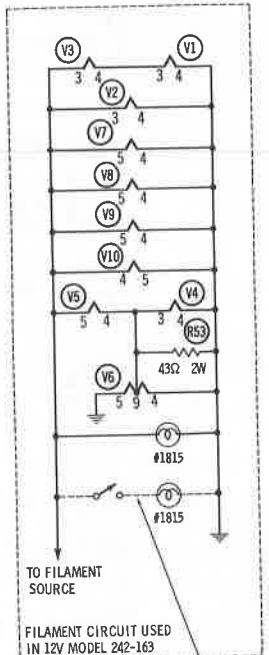 V3 V1
3 4 3 4
V2
3 4
V7
5 4
V8
5 4
V9
5 4
V10
4 5
V5 V4
5 4 3 4
R53
43Ω 2W
V6
5 9 4
#1815
#1815
TO FILAMENT
SOURCE
FILAMENT CIRCUIT USED
IN 12V MODEL 242-163